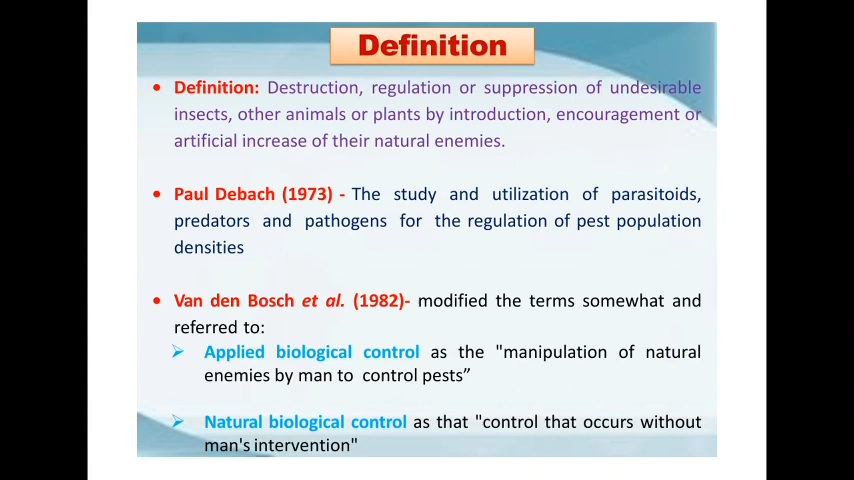 Definition
• Definition: Destruction, regulation or suppression of undesirable
insects, other animals or plants by introduction, encouragement or
artificial increase of their natural enemies.
• Paul Debach (1973) - The study and utilization of parasitoids,
predators and pathogens for the regulation of pest population
densities
• Van den Bosch et al. (1982)- modified the terms somewhat and
referred to:
➢ Applied biological control as the "manipulation of natural
enemies by man to control pests”
➢ Natural biological control as that "control that occurs without
man's intervention"